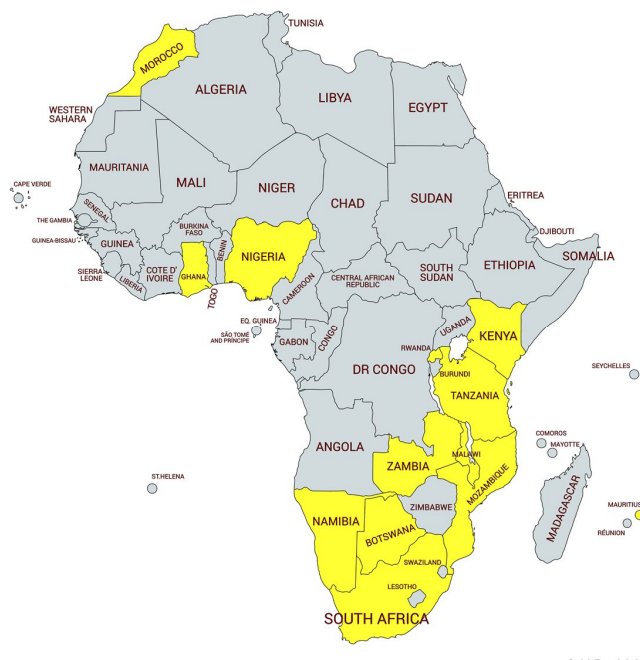 TUNISIA
MOROCCO
ALGERIA
LIBYA
EGYPT
WESTERN
SAHARA
MAURITANIA
MALI
NIGER
CHAD
SUDAN
ERITREA
CAPE VERDE
SENEGAL
THE GAMBIA
GUINEA-BISSAU
GUINEA
BURKINA
FASO
BENIN
NIGERIA
DJIBOUTI
SOMALIA
ETHIOPIA
SOUTH
SUDAN
CENTRAL AFRICAN
REPUBLIC
CAMEROON
SIERRA
LEONE
LIBERIA
COTE D'
IVOIRE
GHANA
TOGO
EQ. GUINEA
SÃO TOMÉ
AND PRÍNCIPE
GABON
CONGO
UGANDA
KENYA
RWANDA
DR CONGO
BURUNDI
TANZANIA
SEYCHELLES
COMOROS
MAYOTTE
ANGOLA
ZAMBIA
MALAWI
MOZAMBIQUE
ST.HELENA
ZIMBABWE
NAMIBIA
BOTSWANA
MADAGASCAR
MAURITIUS
RÉUNION
SWAZILAND
LESOTHO
SOUTH AFRICA